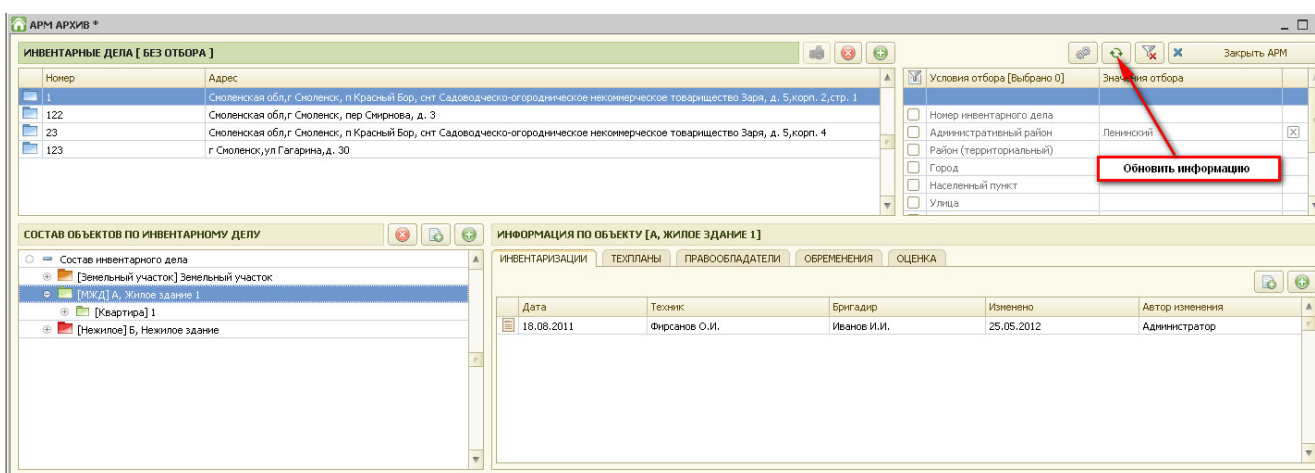 АРМ АРХИВ *
ИНВЕНТАРНЫЕ ДЕЛА [ БЕЗ ОТБОРА ]
Закрыть АРМ
Номер Адрес
1 Смоленская обл,г Смоленск, п Красный Бор, снт Садоводческо-огородническое некоммерческое товарищество Заря, д. 5,корп. 2,стр. 1
122 Смоленская обл,г Смоленск, пер Смирнова, д. 3
23 Смоленская обл,г Смоленск, п Красный Бор, снт Садоводческо-огородническое некоммерческое товарищество Заря, д. 5,корп. 4
123 г Смоленск,ул Гагарина,д. 30
Условия отбора [Выбрано 0] Значения отбора
Номер инвентарного дела
Административный район Ленинский
Район (территориальный)
Город
Населенный пункт
Улица
Обновить информацию
СОСТАВ ОБЪЕКТОВ ПО ИНВЕНТАРНОМУ ДЕЛУ
Состав инвентарного дела
[Земельный участок] Земельный участок
[МЖД] А, Жилое здание 1
[Квартира] 1
[Нежилое] Б, Нежилое здание
ИНФОРМАЦИЯ ПО ОБЪЕКТУ [А, ЖИЛОЕ ЗДАНИЕ 1]
ИНВЕНТАРИЗАЦИИ ТЕХПЛАНЫ ПРАВООБЛАДАТЕЛИ ОБРЕМЕНЕНИЯ ОЦЕНКА
Дата Техник Бригадир Изменено Автор изменения
18.08.2011 Фирсанов О.И. Иванов И.И. 25.05.2012 Администратор